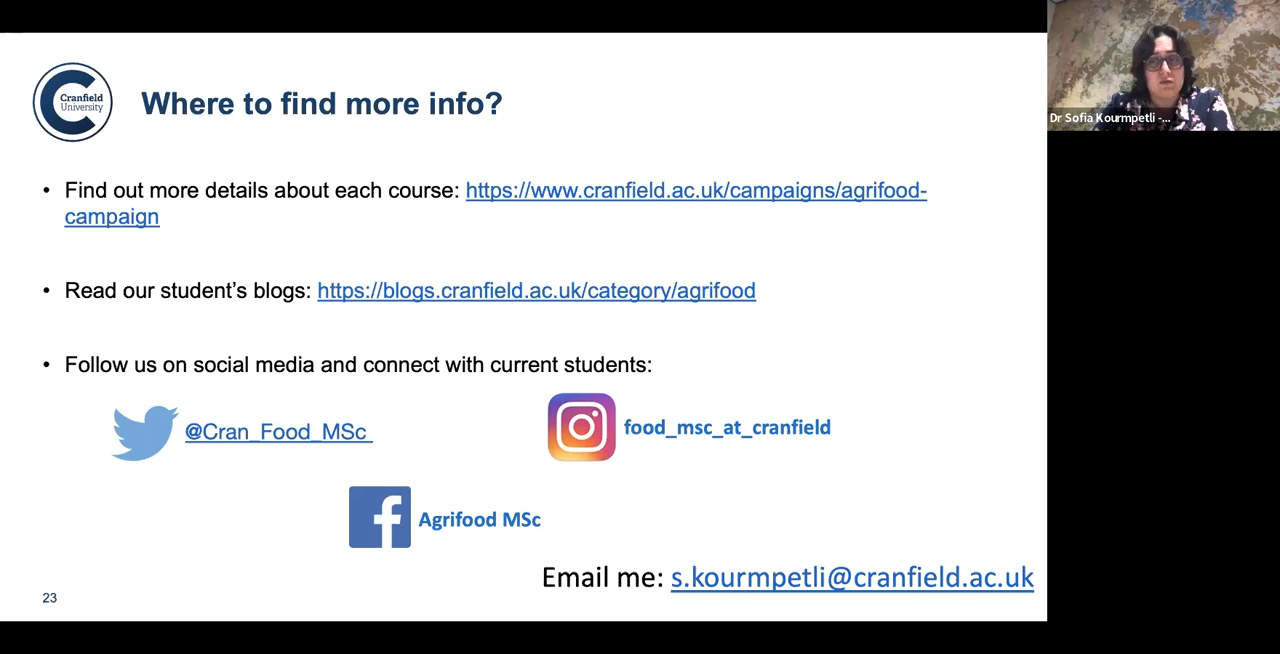 Cranfield
University
Where to find more info?
• Find out more details about each course: https://www.cranfield.ac.uk/campaigns/agrifood-
campaign
• Read our student’s blogs: https://blogs.cranfield.ac.uk/category/agrifood
• Follow us on social media and connect with current students:
@Cran_Food_MSc
food_msc_at_cranfield
Agrifood MSc
Email me: s.kourmpetli@cranfield.ac.uk
23
Dr Sofia Kourmpetli -...